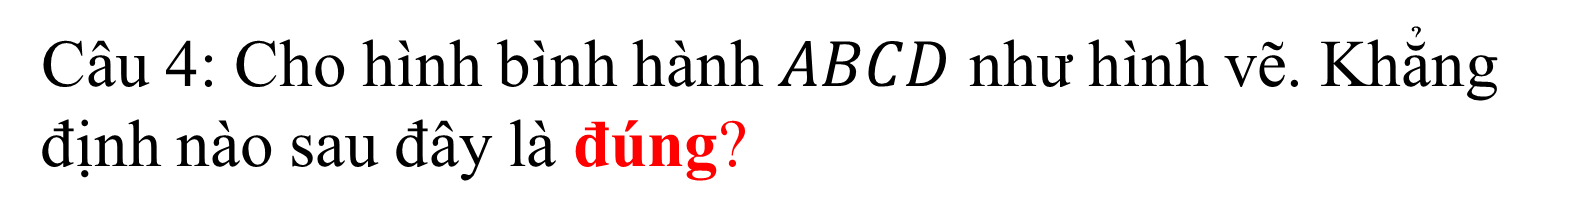 Câu 4: Cho hình bình hành ABCD như hình vẽ. Khẳng
định nào sau đây là đúng?